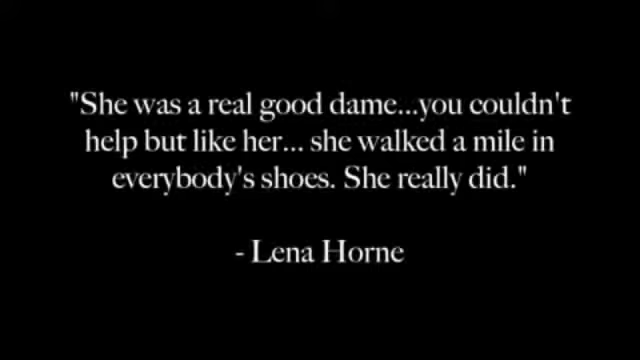 "She was a real good dame...you couldn't
help but like her... she walked a mile in
everybody's shoes. She really did."
- Lena Horne